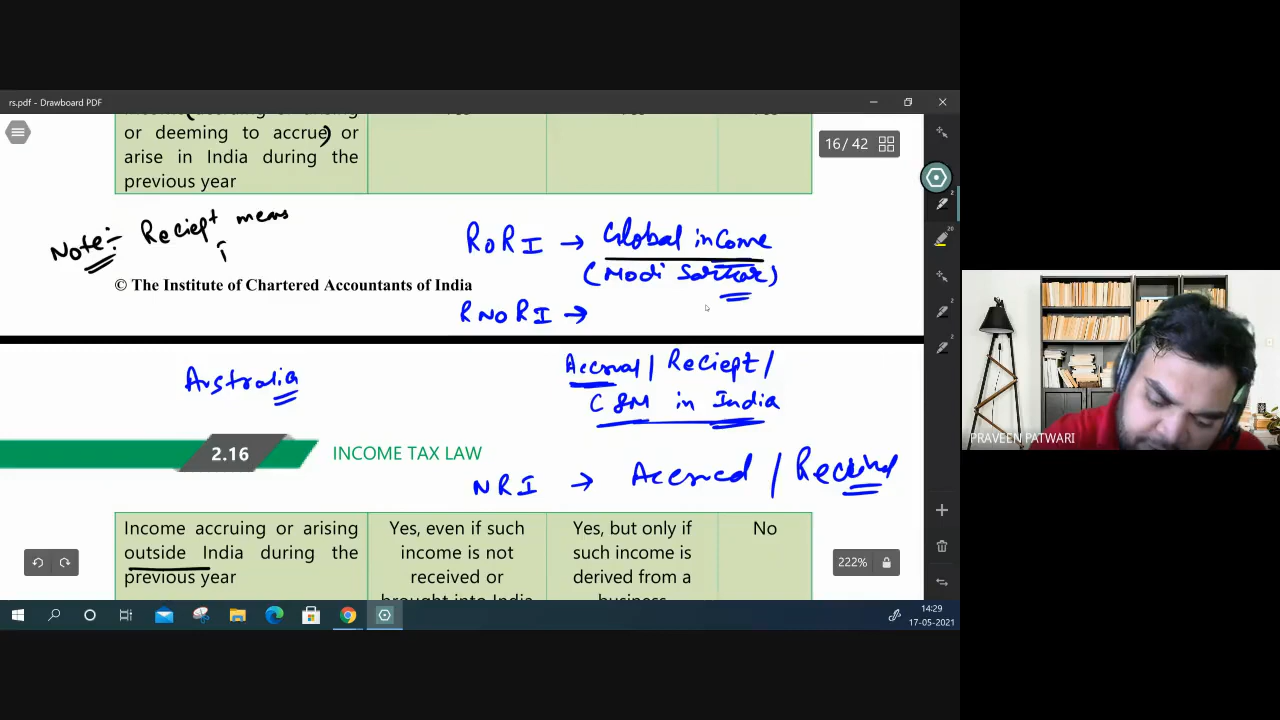 rs.pdf - Drawboard PDF
or deeming to accrue) or
arise in India during the
previous year
16/42
Note:- Reciept means
RORI → Global income
(Modi Sarkar)
© The Institute of Chartered Accountants of India
RNORI →
Australia
Accrual / Reciept /
C&M in India
2.16 INCOME TAX LAW
NRI → Accrued / Received
Income accruing or arising
outside India during the
previous year
Yes, even if such
income is not
received or
brought into India
Yes, but only if
such income is
derived from a
business
No
222%
PRAVEEN PATWARI
14:29
17-05-2021